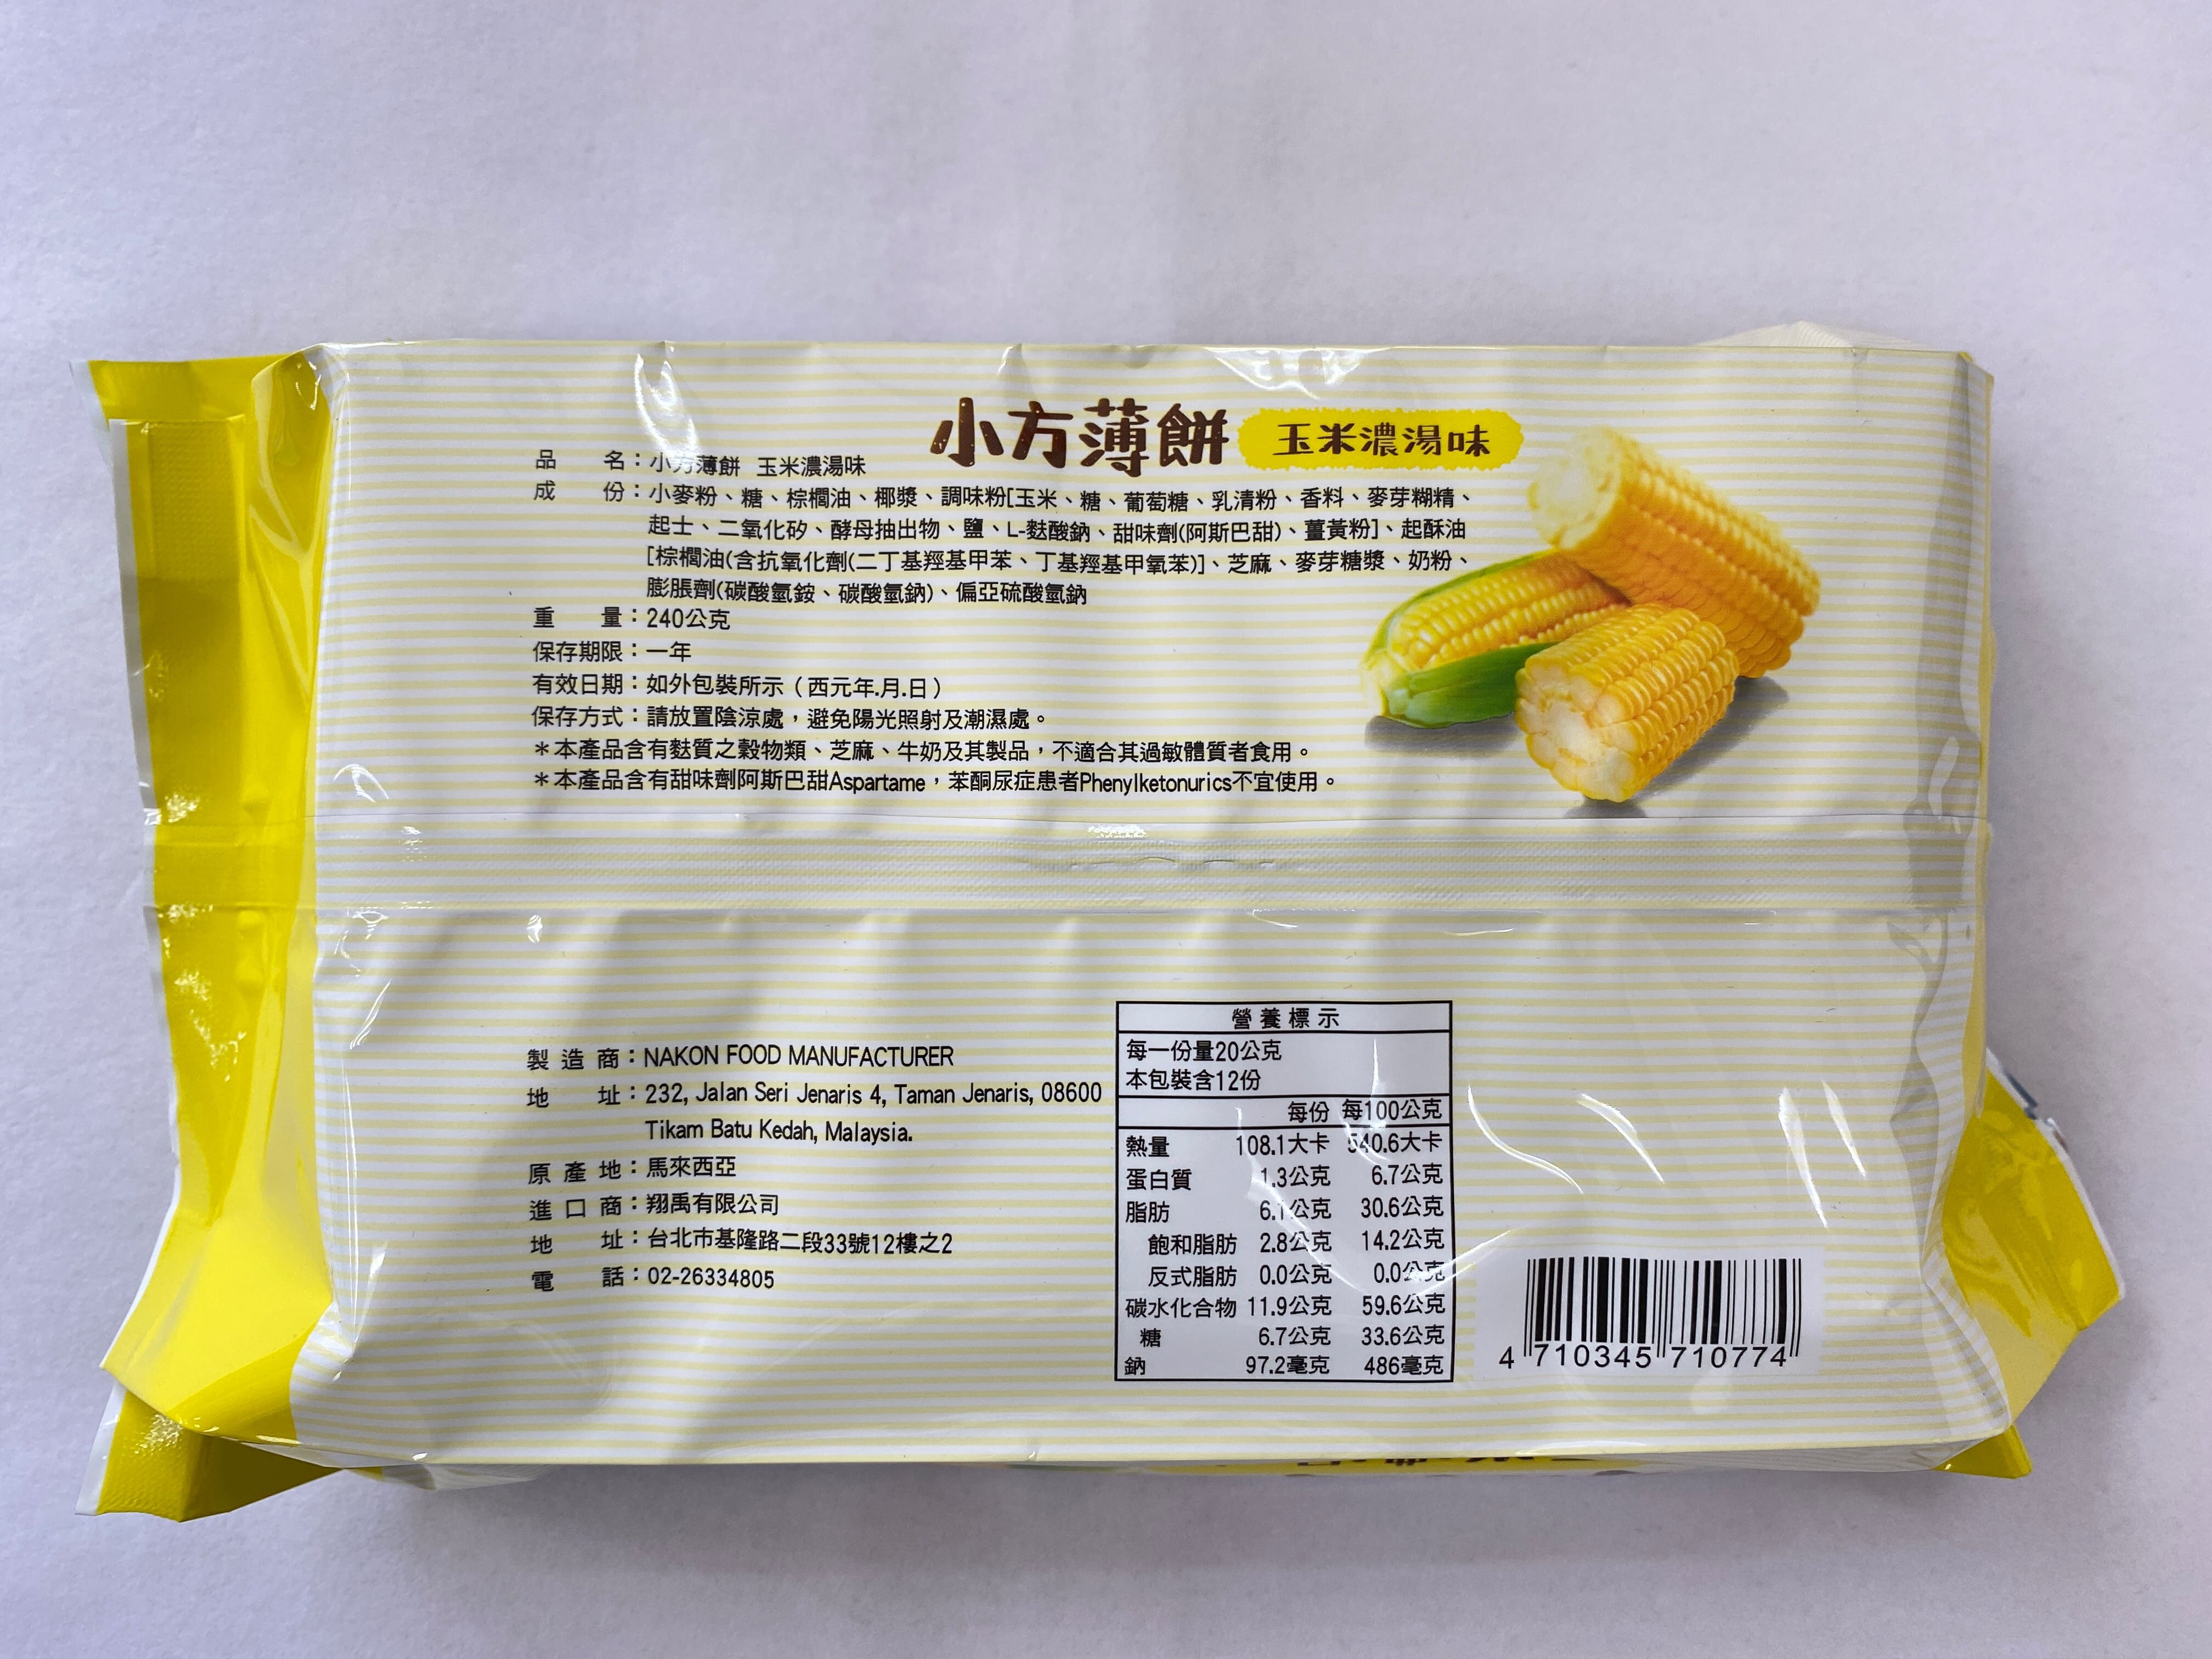 小方薄餅 玉米濃湯味
品名：小方薄餅 玉米濃湯味
成份：小麥粉、糖、棕櫚油、椰漿、調味粉[玉米、糖、葡萄糖、乳清粉、香料、麥芽糊精、
起士、二氧化矽、酵母抽出物、鹽、L-麩酸鈉、甜味劑(阿斯巴甜)、薑黃粉]、起酥油
[棕櫚油(含抗氧化劑(二丁基羥基甲苯、丁基羥基甲氧苯)]、芝麻、麥芽糖漿、奶粉、
膨脹劑(碳酸氫銨、碳酸氫鈉)、偏亞硫酸氫鈉
重量：240公克
保存期限：一年
有效日期：如外包裝所示（西元年.月.日）
保存方式：請放置陰涼處，避免陽光照射及潮濕處。
＊本產品含有麩質之穀物類、芝麻、牛奶及其製品，不適合其過敏體質者食用。
＊本產品含有甜味劑阿斯巴甜Aspartame，苯酮尿症患者Phenylketonurics不宜使用。
製造商：NAKON FOOD MANUFACTURER
地址：232, Jalan Seri Jenaris 4, Taman Jenaris, 08600
Tikam Batu Kedah, Malaysia.
原產地：馬來西亞
進口商：翔禹有限公司
地址：台北市基隆路二段33號12樓之2
電話：02-26334805
營養標示
每一份量20公克
本包裝含12份
每份 每100公克
熱量 108.1大卡 540.6大卡
蛋白質 1.3公克 6.7公克
脂肪 6.1公克 30.6公克
飽和脂肪 2.8公克 14.2公克
反式脂肪 0.0公克 0.0公克
碳水化合物 11.9公克 59.6公克
糖 6.7公克 33.6公克
鈉 97.2毫克 486毫克
4 710345 710774